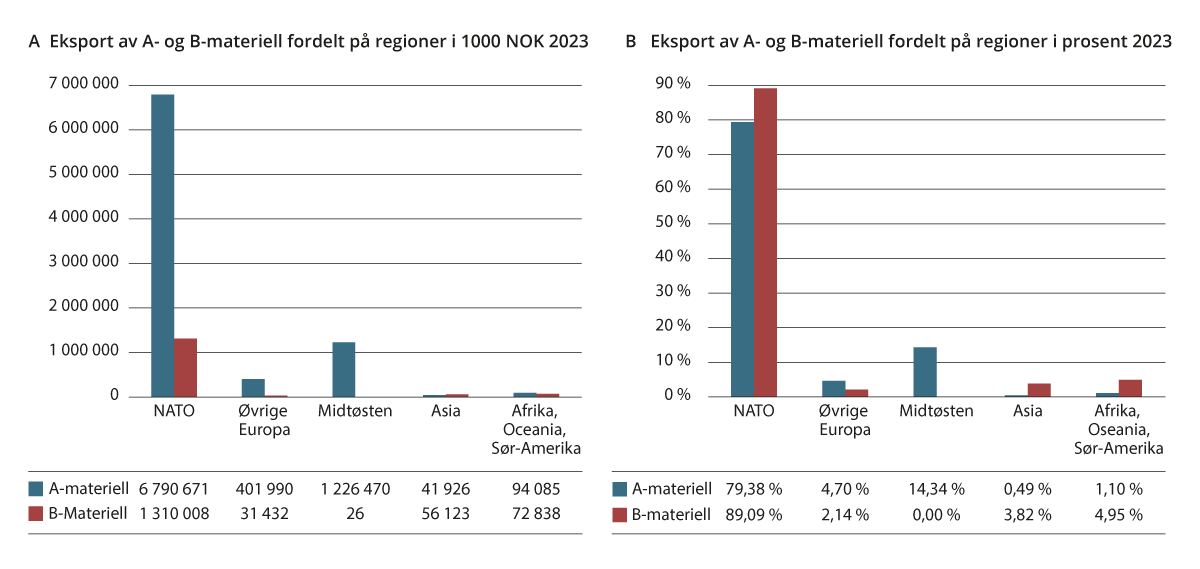 A Eksport av A- og B-materiell fordelt på regioner i 1000 NOK 2023
7 000 000
6 000 000
5 000 000
4 000 000
3 000 000
2 000 000
1 000 000
0
NATO Øvrige Midtøsten Asia Afrika,
Europa Oceania,
Sør-Amerika
A-materiell 6 790 671 401 990 1 226 470 41 926 94 085
B-Materiell 1 310 008 31 432 26 56 123 72 838
B Eksport av A- og B-materiell fordelt på regioner i prosent 2023
90 %
80 %
70 %
60 %
50 %
40 %
30 %
20 %
10 %
0 %
NATO Øvrige Midtøsten Asia Afrika,
Europa Oseania,
Sør-Amerika
A-materiell 79,38 % 4,70 % 14,34 % 0,49 % 1,10 %
B-materiell 89,09 % 2,14 % 0,00 % 3,82 % 4,95 %